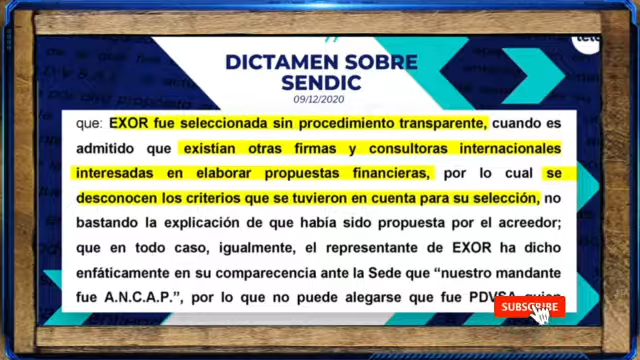 DICTAMEN SOBRE
SENDIC
09/12/2020
que: EXOR fue seleccionada sin procedimiento transparente, cuando es
admitido que existían otras firmas y consultoras internacionales
interesadas en elaborar propuestas financieras, por lo cual se
desconocen los criterios que se tuvieron en cuenta para su selección, no
bastando la explicación de que había sido propuesta por el acreedor;
que en todo caso, igualmente, el representante de EXOR ha dicho
enfáticamente en su comparecencia ante la Sede que “nuestro mandante
fue A.N.C.A.P.”, por lo que no puede alegarse que fue PDVSA quien
SUBSCRIBE